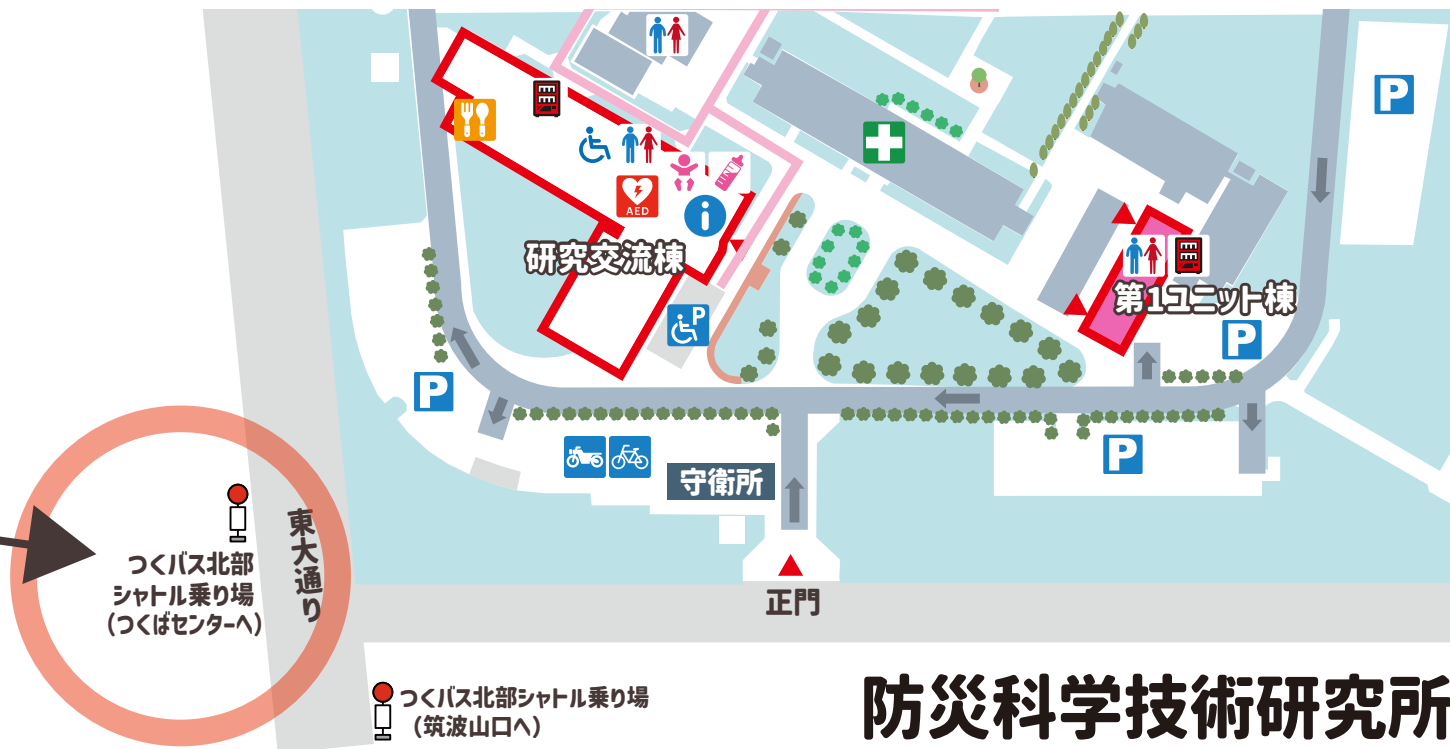 P
AED
i
研究交流棟
第1ユニット棟
P
P
P
P
守衛所
東大通り
つくバス北部
シャトル乗り場
(つくばセンターへ)
正門
つくバス北部シャトル乗り場
(筑波山口へ)
防災科学技術研究所